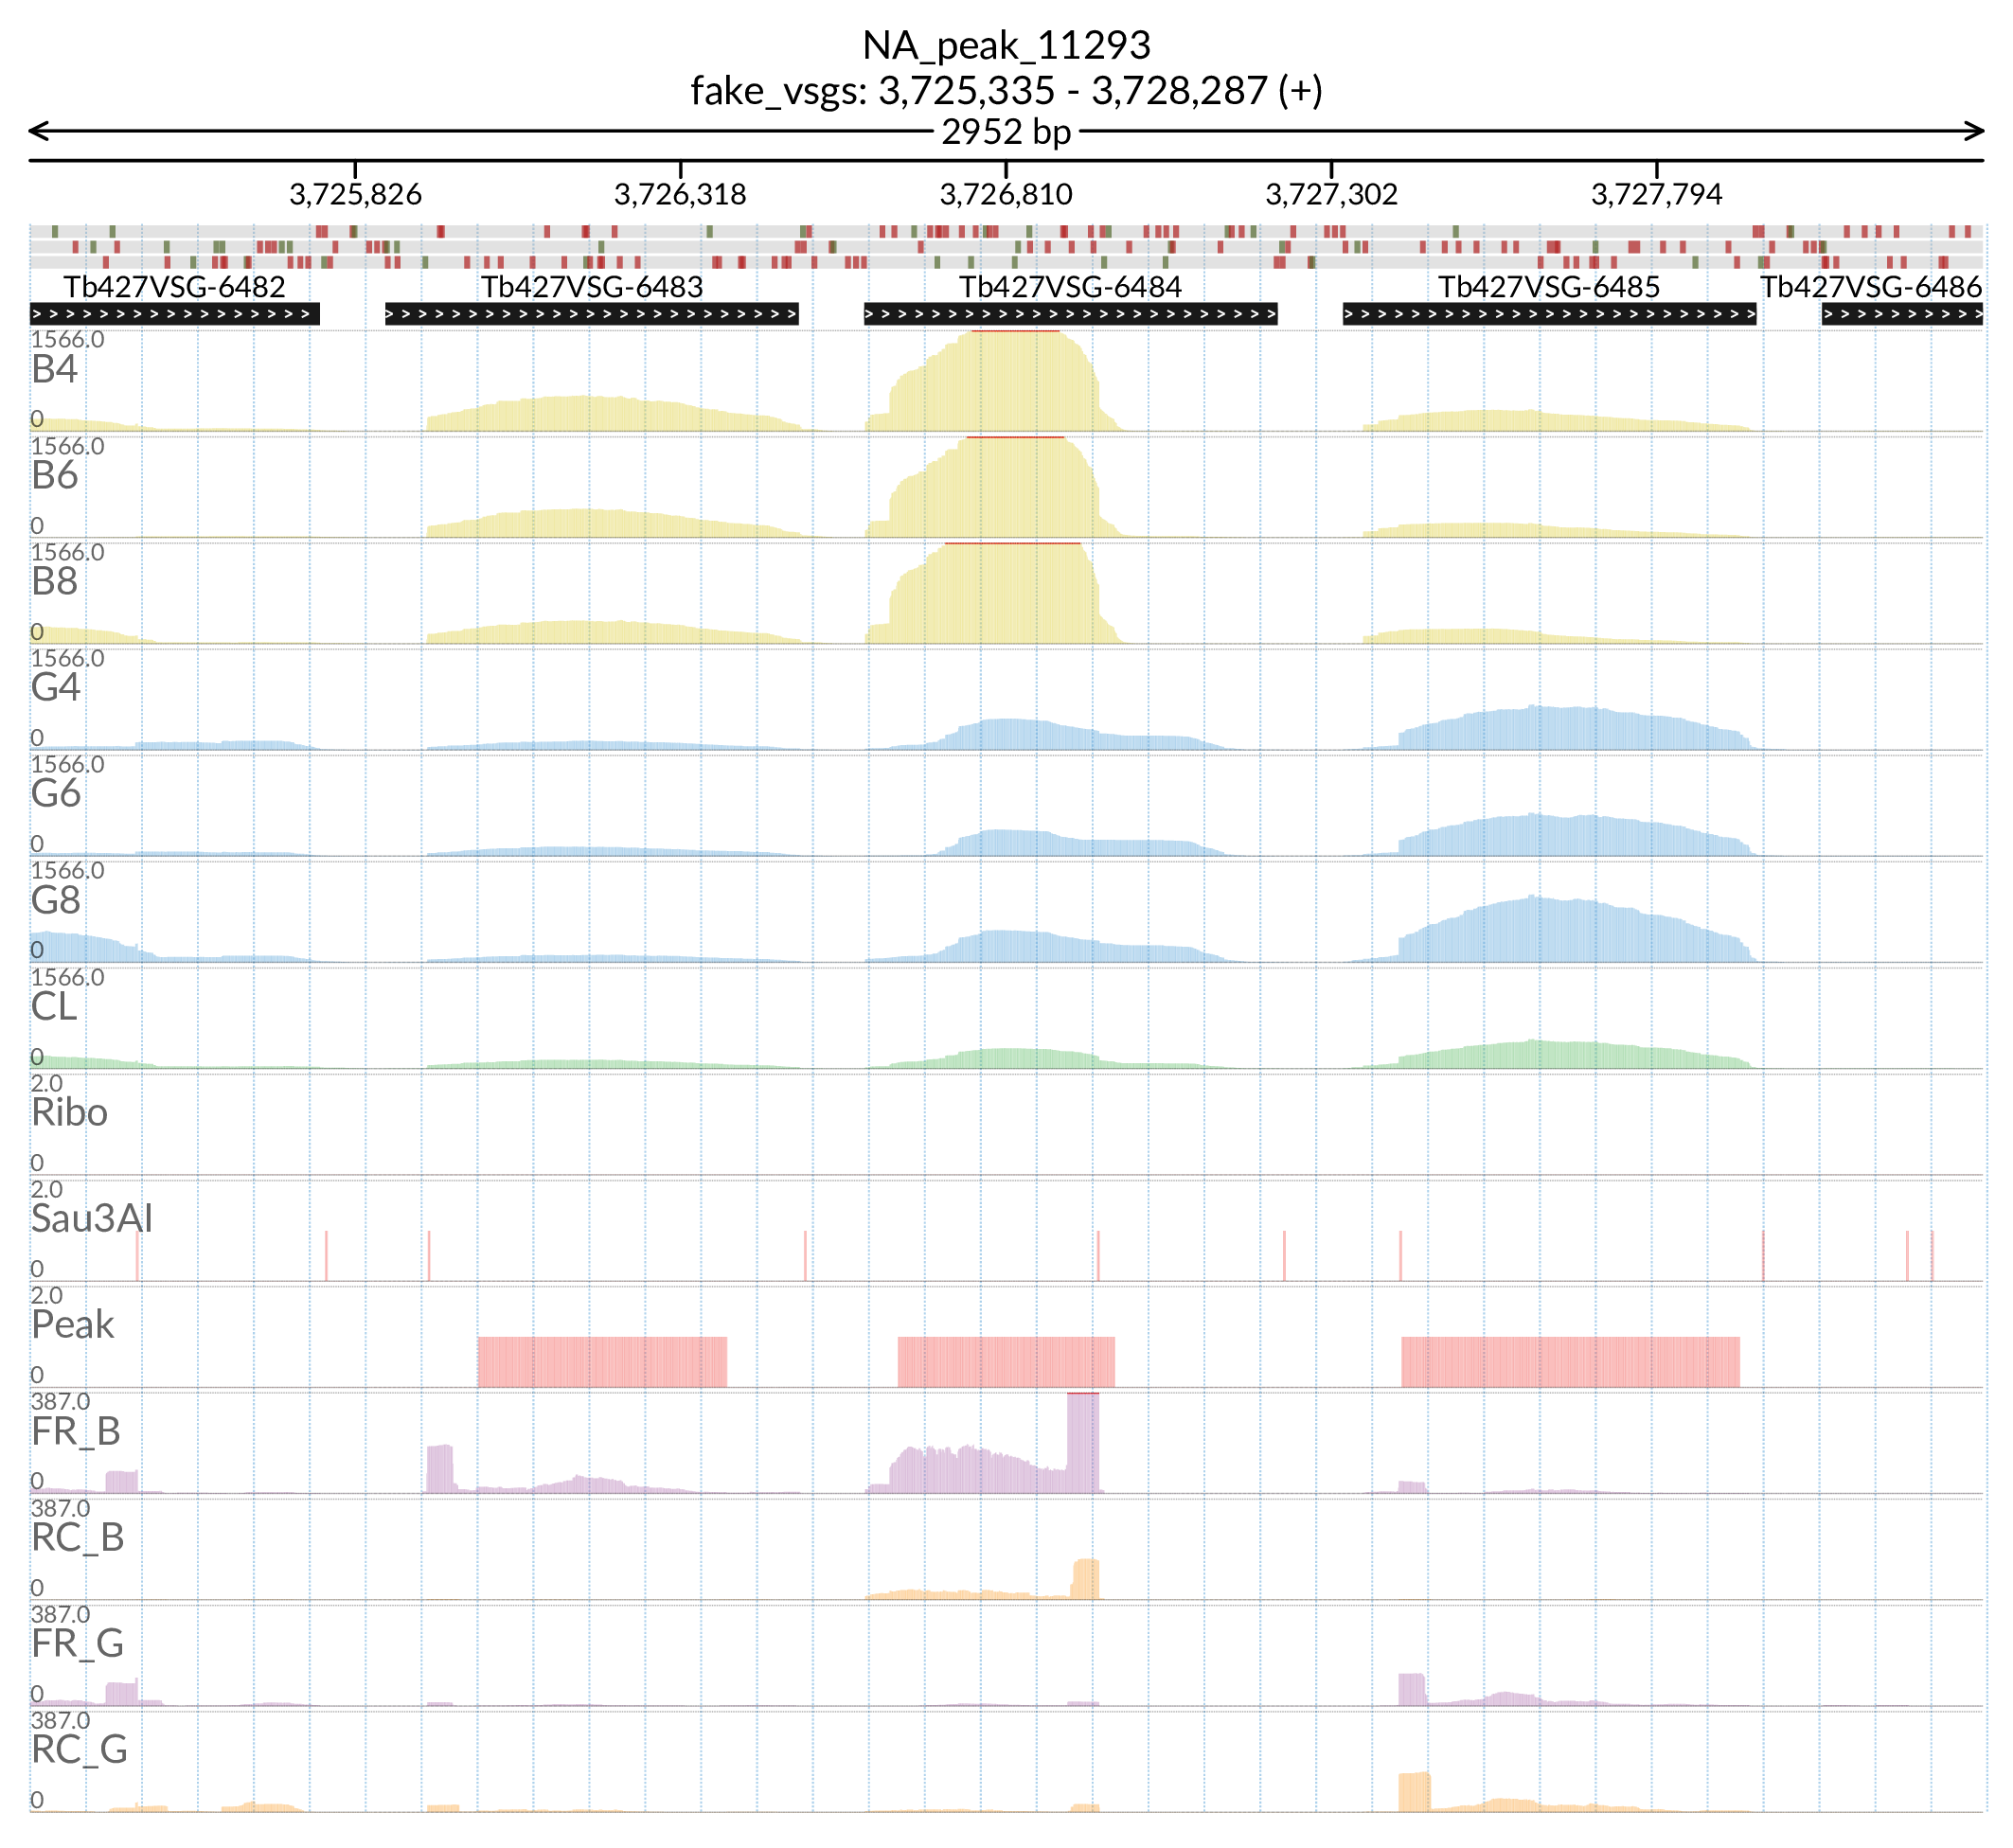 NA_peak_11293
fake_vsgs: 3,725,335 - 3,728,287 (+)
2952 bp
3,725,826 3,726,318 3,726,810 3,727,302 3,727,794
Tb427VSG-6482 Tb427VSG-6483 Tb427VSG-6484 Tb427VSG-6485 Tb427VSG-6486
1566.0
B4
0
1566.0
B6
0
1566.0
B8
0
1566.0
G4
0
1566.0
G6
0
1566.0
G8
0
1566.0
CL
0
2.0
Ribo
0
2.0
Sau3AI
0
2.0
Peak
0
387.0
FR_B
0
387.0
RC_B
0
387.0
FR_G
0
387.0
RC_G
0